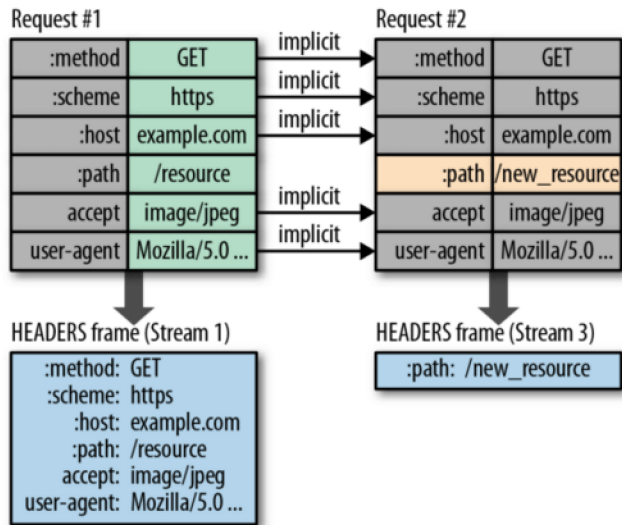 Request #1
implicit
Request #2
:method GET
:method GET
implicit
:scheme https
:scheme https
implicit
:host example.com
:host example.com
:path /resource
:path /new_resource
implicit
accept image/jpeg
accept image/jpeg
implicit
user-agent Mozilla/5.0 ...
user-agent Mozilla/5.0 ...
HEADERS frame (Stream 1)
HEADERS frame (Stream 3)
:method: GET
:scheme: https
:host: example.com
:path: /resource
accept: image/jpeg
user-agent: Mozilla/5.0 ...
:path: /new_resource